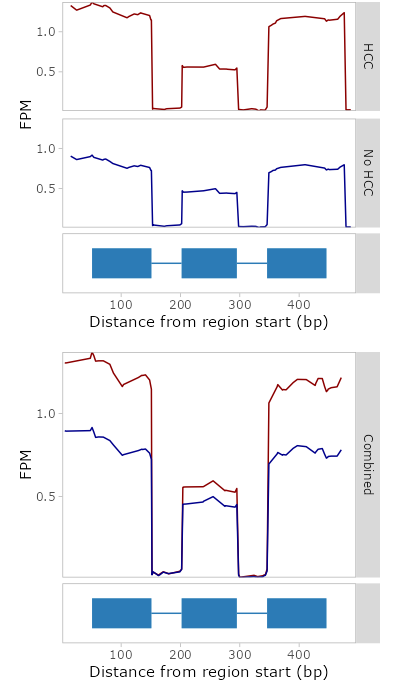 1.0
0.5
HCC
FPM
1.0
0.5
No HCC
100 200 300 400
Distance from region start (bp)
1.0
0.5
FPM
Combined
100 200 300 400
Distance from region start (bp)